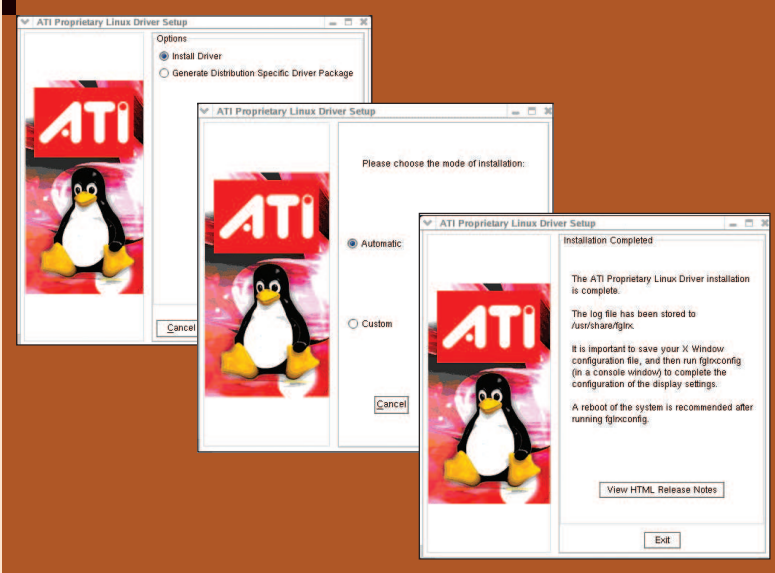 ATI Proprietary Linux Driver Setup
Options
Install Driver
Generate Distribution Specific Driver Package
ATI
Cancel
ATI Proprietary Linux Driver Setup
Please choose the mode of installation:
ATI
Automatic
Custom
Cancel
ATI Proprietary Linux Driver Setup
Installation Completed
ATI
The ATI Proprietary Linux Driver installation
is complete.
The log file has been stored to
/usr/share/fglrx.
It is important to save your X Window
configuration file, and then run fglrxconfig
(in a console window) to complete the
configuration of the display settings.
A reboot of the system is recommended after
running fglrxconfig.
View HTML Release Notes
Exit